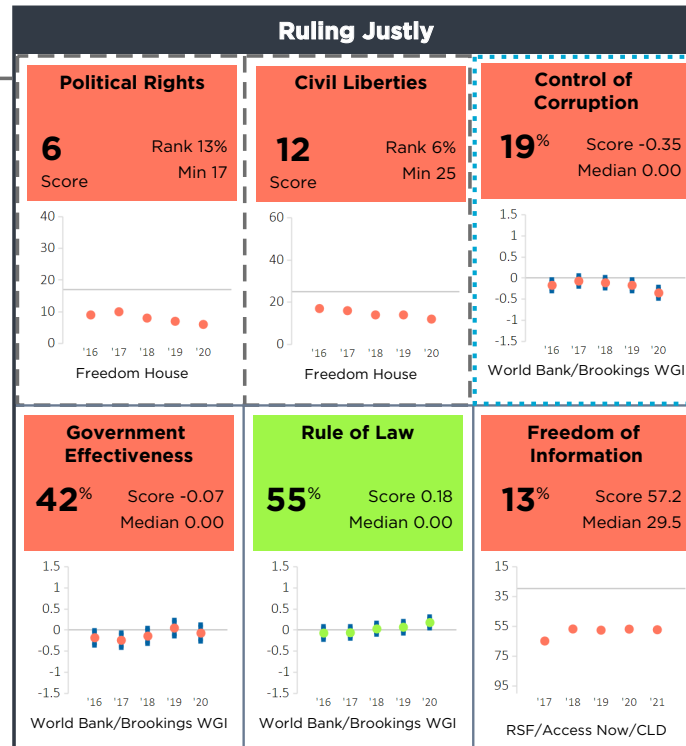 Ruling Justly
Political Rights
6
Score
Rank 13%
Min 17
40
30
20
10
0
'16 '17 '18 '19 '20
Freedom House
Civil Liberties
12
Score
Rank 6%
Min 25
60
40
20
0
'16 '17 '18 '19 '20
Freedom House
Control of
Corruption
19%
Score -0.35
Median 0.00
1.5
1
0.5
0
-0.5
-1
-1.5
'16 '17 '18 '19 '20
World Bank/Brookings WGI
Government
Effectiveness
42%
Score -0.07
Median 0.00
1.5
1
0.5
0
-0.5
-1
-1.5
'16 '17 '18 '19 '20
World Bank/Brookings WGI
Rule of Law
55%
Score 0.18
Median 0.00
1.5
1
0.5
0
-0.5
-1
-1.5
'16 '17 '18 '19 '20
World Bank/Brookings WGI
Freedom of
Information
13%
Score 57.2
Median 29.5
15
35
55
75
95
'17 '18 '19 '20 '21
RSF/Access Now/CLD